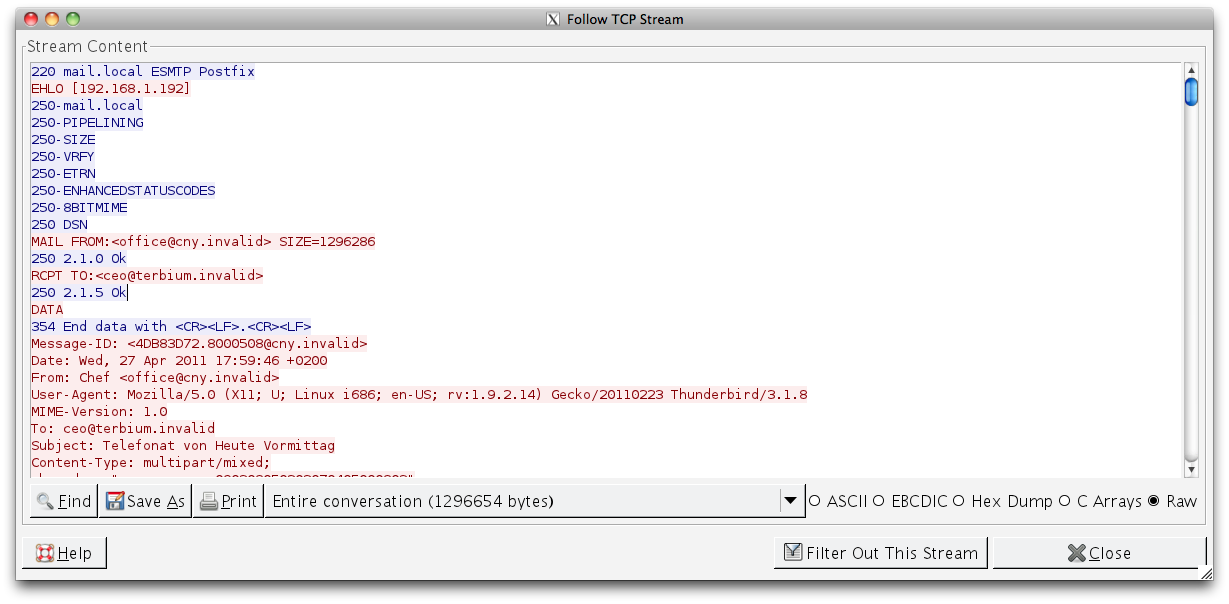 Follow TCP Stream
Stream Content
220 mail.local ESMTP Postfix
EHLO [192.168.1.192]
250-mail.local
250-PIPELINING
250-SIZE
250-VRFY
250-ETRN
250-ENHANCEDSTATUSCODES
250-8BITMIME
250 DSN
MAIL FROM:<office@cny.invalid> SIZE=1296286
250 2.1.0 Ok
RCPT TO:<ceo@terbium.invalid>
250 2.1.5 Ok
DATA
354 End data with <CR><LF>.<CR><LF>
Message-ID: <4DB83D72.8000508@cny.invalid>
Date: Wed, 27 Apr 2011 17:59:46 +0200
From: Chef <office@cny.invalid>
User-Agent: Mozilla/5.0 (X11; U; Linux i686; en-US; rv:1.9.2.14) Gecko/20110223 Thunderbird/3.1.8
MIME-Version: 1.0
To: ceo@terbium.invalid
Subject: Telefonat von Heute Vormittag
Content-Type: multipart/mixed;
Find Save As Print Entire conversation (1296654 bytes) ASCII EBCDIC Hex Dump C Arrays Raw
Help Filter Out This Stream Close